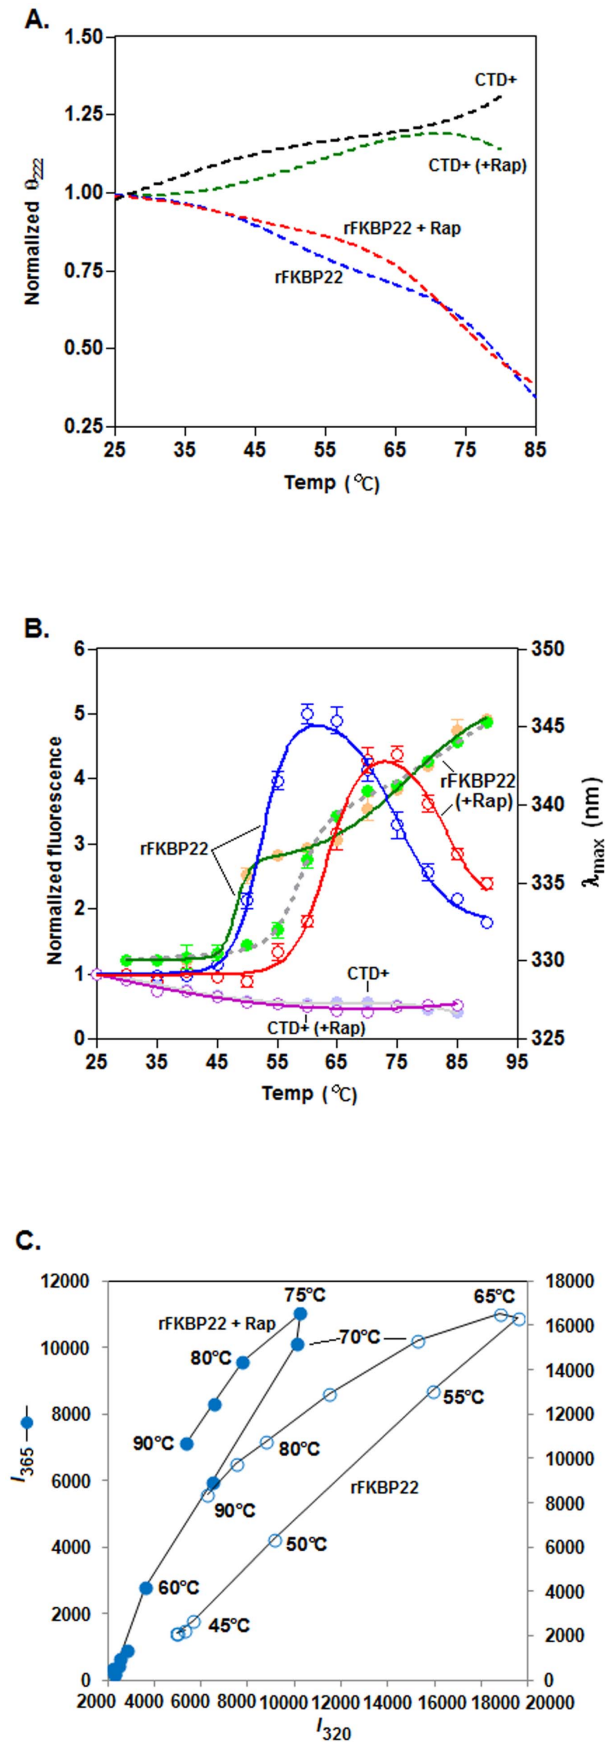 A.
1.50
1.25
1.00
0.75
0.50
0.25
Normalized θ222
CTD+
CTD+ (+Rap)
rFKBP22 + Rap
rFKBP22
25 35 45 55 65 75 85
Temp (°C)
B.
6
5
4
3
2
1
0
Normalized fluorescence
350
345
340
335
330
325
λmax (nm)
rFKBP22
rFKBP22
(+Rap)
CTD+
CTD+ (+Rap)
25 35 45 55 65 75 85 95
Temp (°C)
C.
12000
10000
8000
6000
4000
2000
0
I365
18000
16000
14000
12000
10000
8000
6000
4000
2000
0
75°C
65°C
rFKBP22 + Rap
70°C
80°C
55°C
90°C
80°C
rFKBP22
90°C
50°C
60°C
45°C
2000 4000 6000 8000 10000 12000 14000 16000 18000 20000
I320